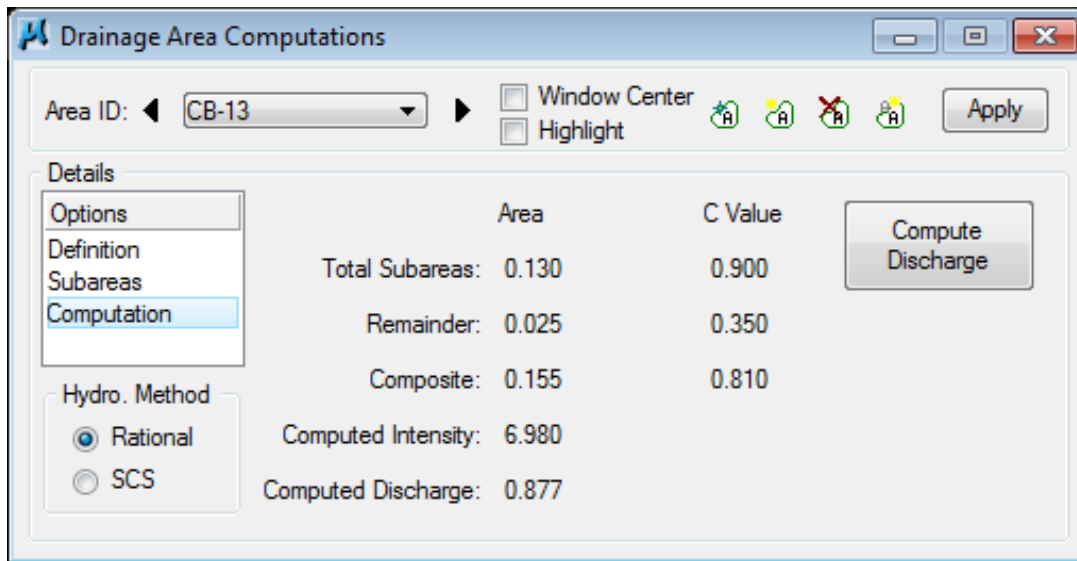 Drainage Area Computations
Area ID: CB-13 Window Center Apply
Highlight
Details
Options
Definition
Subareas
Computation
Area C Value Compute Discharge
Total Subareas: 0.130 0.900
Remainder: 0.025 0.350
Composite: 0.155 0.810
Hydro. Method
Rational
SCS
Computed Intensity: 6.980
Computed Discharge: 0.877